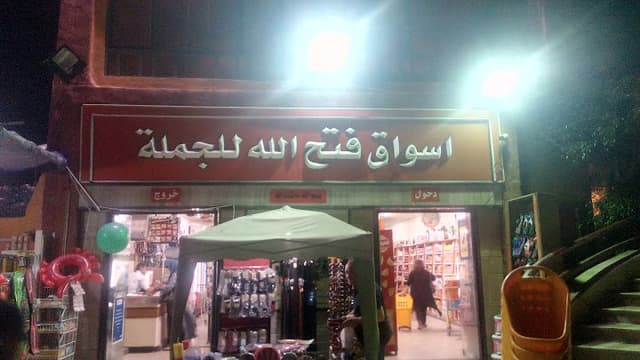 اسواق فتح الله للجملة
خروج
دخول